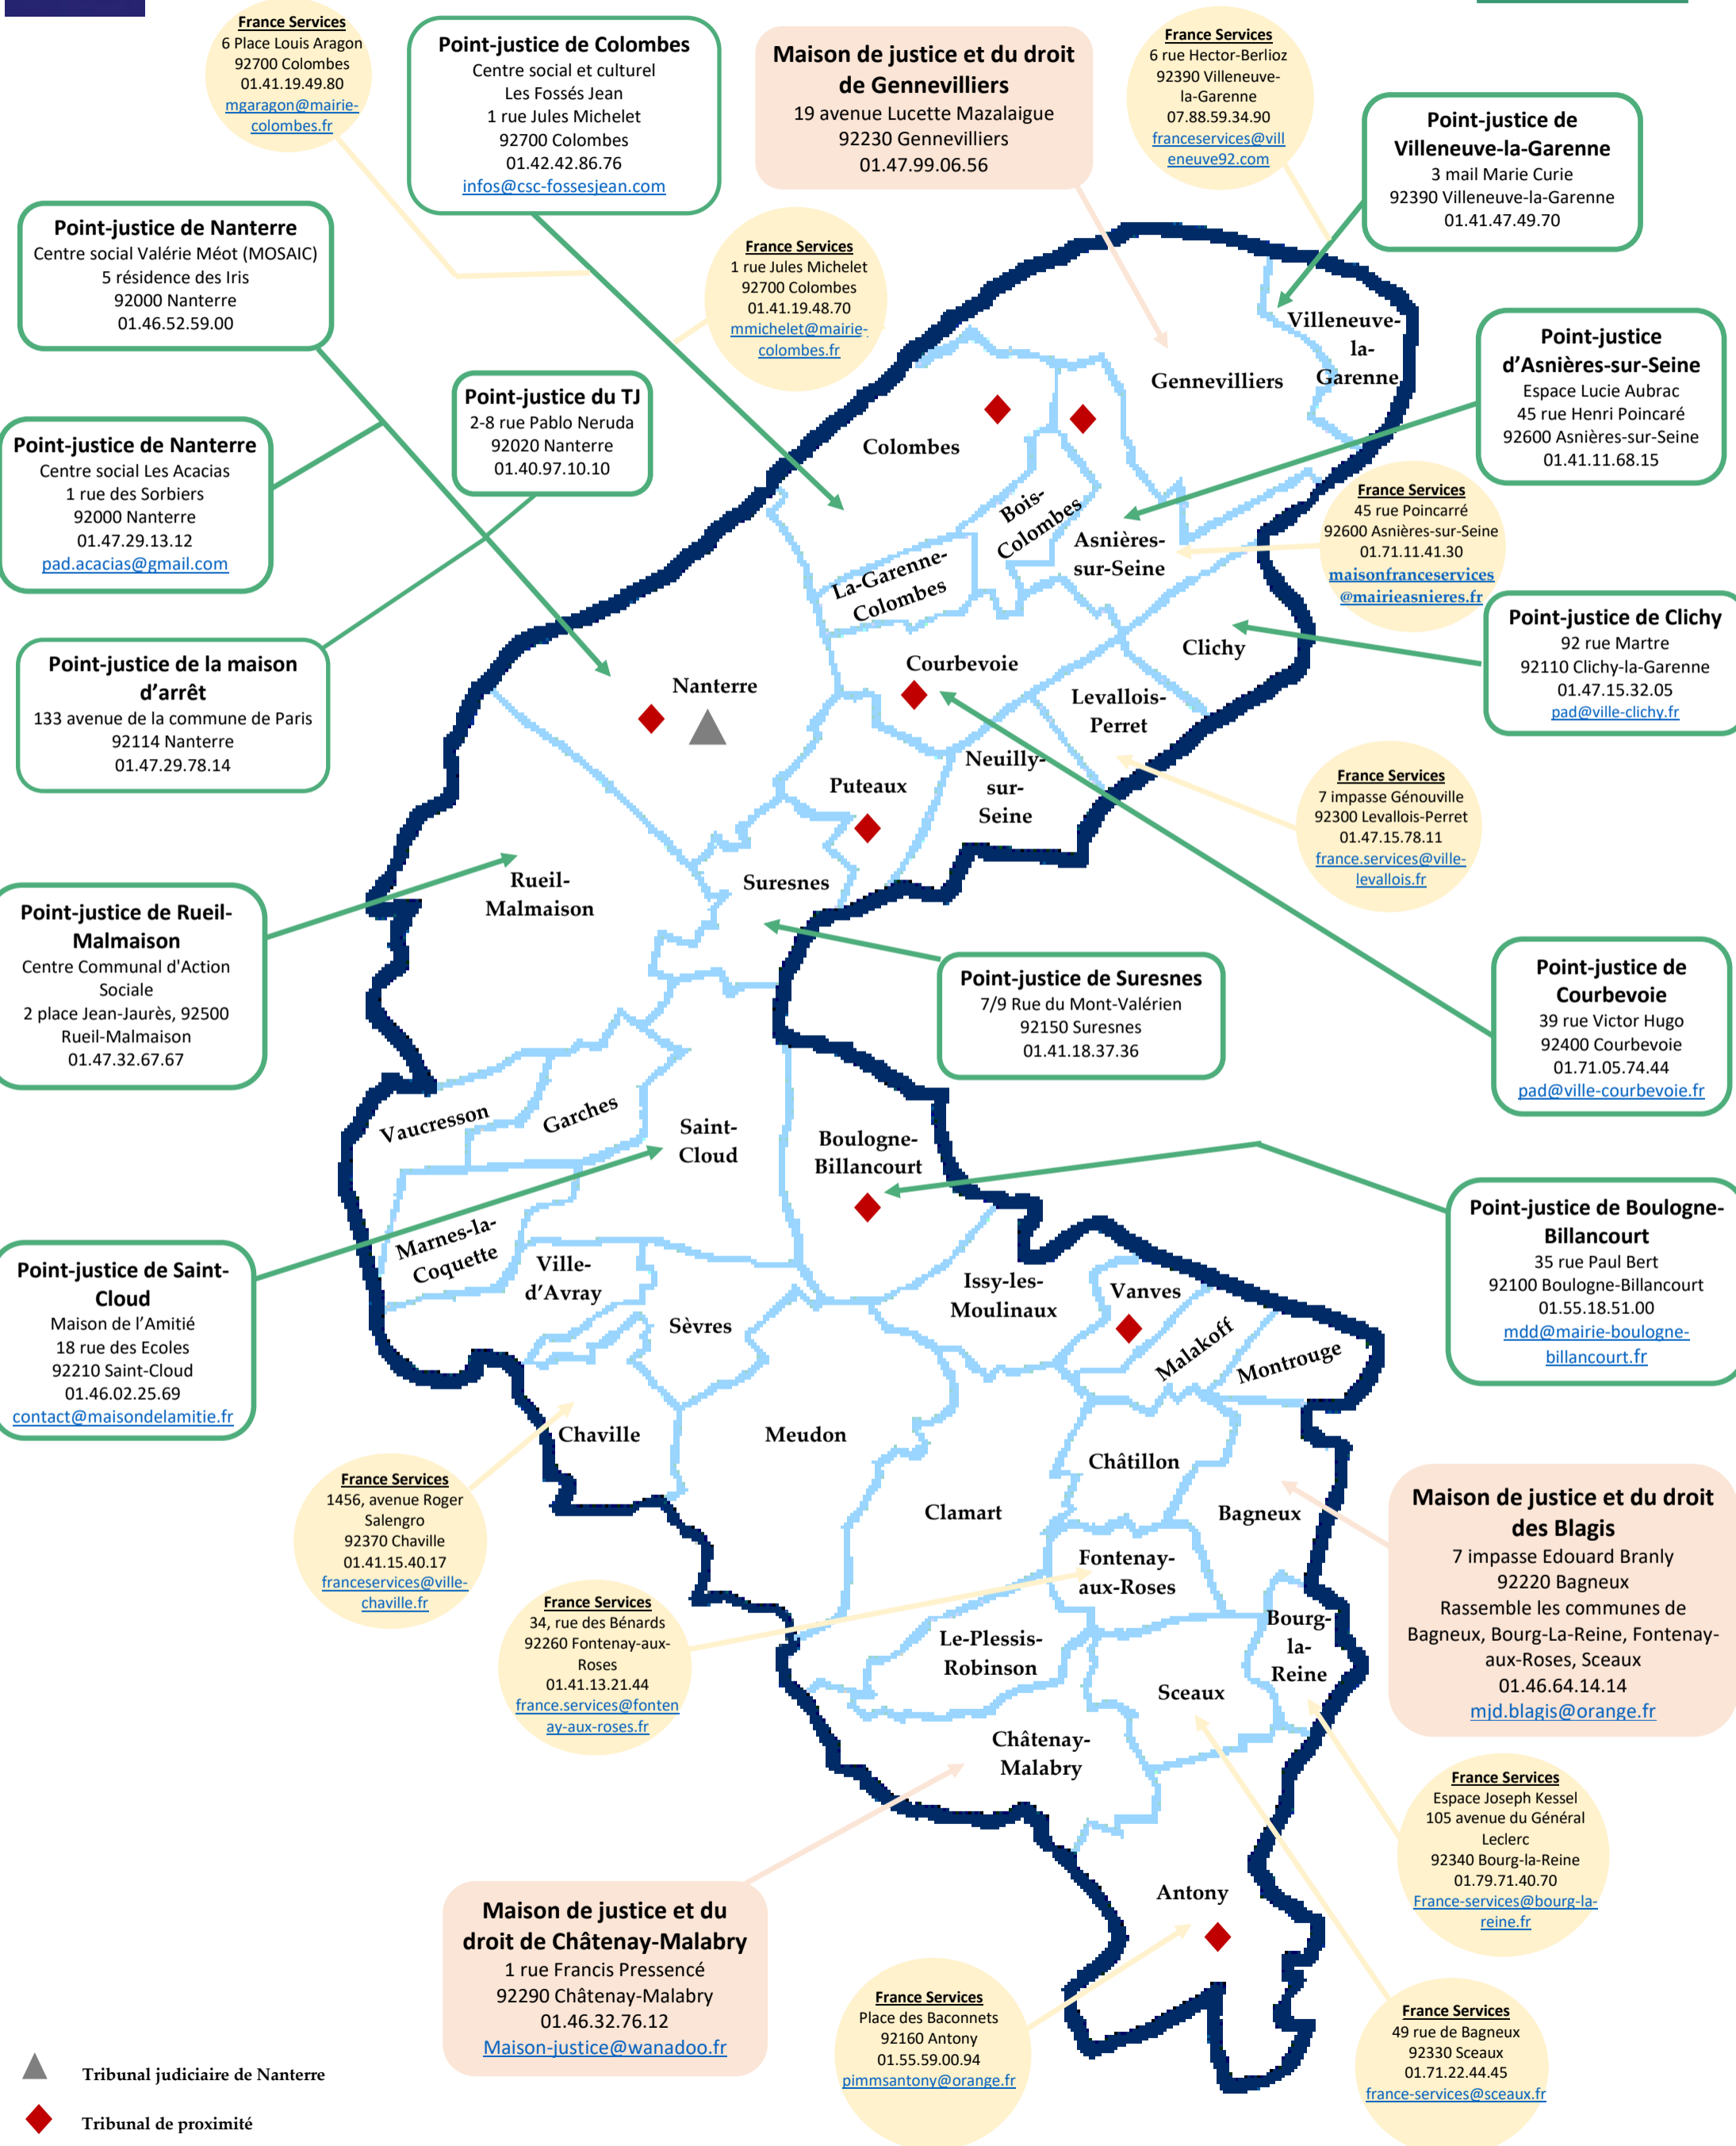 France Services
6 Place Louis Aragon
92700 Colombes
01.41.19.49.80
mgaragon@mairie-
colombes.fr
Point-justice de Colombes
Centre social et culturel
Les Fossés Jean
1 rue Jules Michelet
92700 Colombes
01.42.42.86.76
infos@csc-fossesjean.com
Maison de justice et du droit
de Gennevilliers
19 avenue Lucette Mazalaigue
92230 Gennevilliers
01.47.99.06.56
France Services
6 rue Hector-Berlioz
92390 Villeneuve-
la-Garenne
07.88.59.34.90
franceservices@vill
eneuve92.com
Point-justice de
Villeneuve-la-Garenne
3 mail Marie Curie
92390 Villeneuve-la-Garenne
01.41.47.49.70
Point-justice de Nanterre
Centre social Valérie Méot (MOSAIC)
5 résidence des Iris
92000 Nanterre
01.46.52.59.00
France Services
1 rue Jules Michelet
92700 Colombes
01.41.19.48.70
mmichelet@mairie-
colombes.fr
Point-justice
d'Asnières-sur-Seine
Espace Lucie Aubrac
45 rue Henri Poincaré
92600 Asnières-sur-Seine
01.41.11.68.15
Point-justice du TJ
2-8 rue Pablo Neruda
92020 Nanterre
01.40.97.10.10
Point-justice de Nanterre
Centre social Les Acacias
1 rue des Sorbiers
92000 Nanterre
01.47.29.13.12
pad.acacias@gmail.com
France Services
45 rue Poincarré
92600 Asnières-sur-Seine
01.71.11.41.30
maisonfranceservices
@mairieasnieres.fr
Point-justice de Clichy
92 rue Martre
92110 Clichy-la-Garenne
01.47.15.32.05
pad@ville-clichy.fr
Point-justice de la maison
d'arrêt
133 avenue de la commune de Paris
92114 Nanterre
01.47.29.78.14
France Services
7 impasse Génouville
92300 Levallois-Perret
01.47.15.78.11
france.services@ville-
levallois.fr
Point-justice de Rueil-
Malmaison
Centre Communal d'Action
Sociale
2 place Jean-Jaurès, 92500
Rueil-Malmaison
01.47.32.67.67
Point-justice de Suresnes
7/9 Rue du Mont-Valérien
92150 Suresnes
01.41.18.37.36
Point-justice de
Courbevoie
39 rue Victor Hugo
92400 Courbevoie
01.71.05.74.44
pad@ville-courbevoie.fr
Point-justice de Saint-
Cloud
Maison de l'Amitié
18 rue des Ecoles
92210 Saint-Cloud
01.46.02.25.69
contact@maisondelamitie.fr
Point-justice de Boulogne-
Billancourt
35 rue Paul Bert
92100 Boulogne-Billancourt
01.55.18.51.00
mdd@mairie-boulogne-
billancourt.fr
Villeneuve-
la-
Garenne
Gennevilliers
Colombes
Bois-
Colombes
Asnières-
sur-Seine
La-Garenne-
Colombes
Clichy
Courbevoie
Nanterre
Levallois-
Perret
Neuilly-
sur-
Seine
Puteaux
Suresnes
Rueil-
Malmaison
Vaucresson
Garches
Saint-
Cloud
Boulogne-
Billancourt
Marnes-la-
Coquette
Ville-
d'Avray
Issy-les-
Moulinaux
Vanves
Sèvres
Malakoff
Montrouge
Chaville
Meudon
Châtillon
Clamart
Bagneux
Fontenay-
aux-Roses
Bourg-
la-
Reine
Le-Plessis-
Robinson
Sceaux
Châtenay-
Malabry
Antony
France Services
1456, avenue Roger
Salengro
92370 Chaville
01.41.15.40.17
franceservices@ville-
chaville.fr
France Services
34, rue des Bénards
92260 Fontenay-aux-
Roses
01.41.13.21.44
france.services@fonten
ay-aux-roses.fr
Maison de justice et du droit
des Blagis
7 impasse Edouard Branly
92220 Bagneux
Rassemble les communes de
Bagneux, Bourg-La-Reine, Fontenay-
aux-Roses, Sceaux
01.46.64.14.14
mjd.blagis@orange.fr
France Services
Espace Joseph Kessel
105 avenue du Général
Leclerc
92340 Bourg-la-Reine
01.79.71.40.70
France-services@bourg-la-
reine.fr
Maison de justice et du
droit de Châtenay-Malabry
1 rue Francis Pressencé
92290 Châtenay-Malabry
01.46.32.76.12
Maison-justice@wanadoo.fr
France Services
Place des Baconnets
92160 Antony
01.55.59.00.94
pimmsantony@orange.fr
France Services
49 rue de Bagneux
92330 Sceaux
01.71.22.44.45
france-services@sceaux.fr
Tribunal judiciaire de Nanterre
Tribunal de proximité